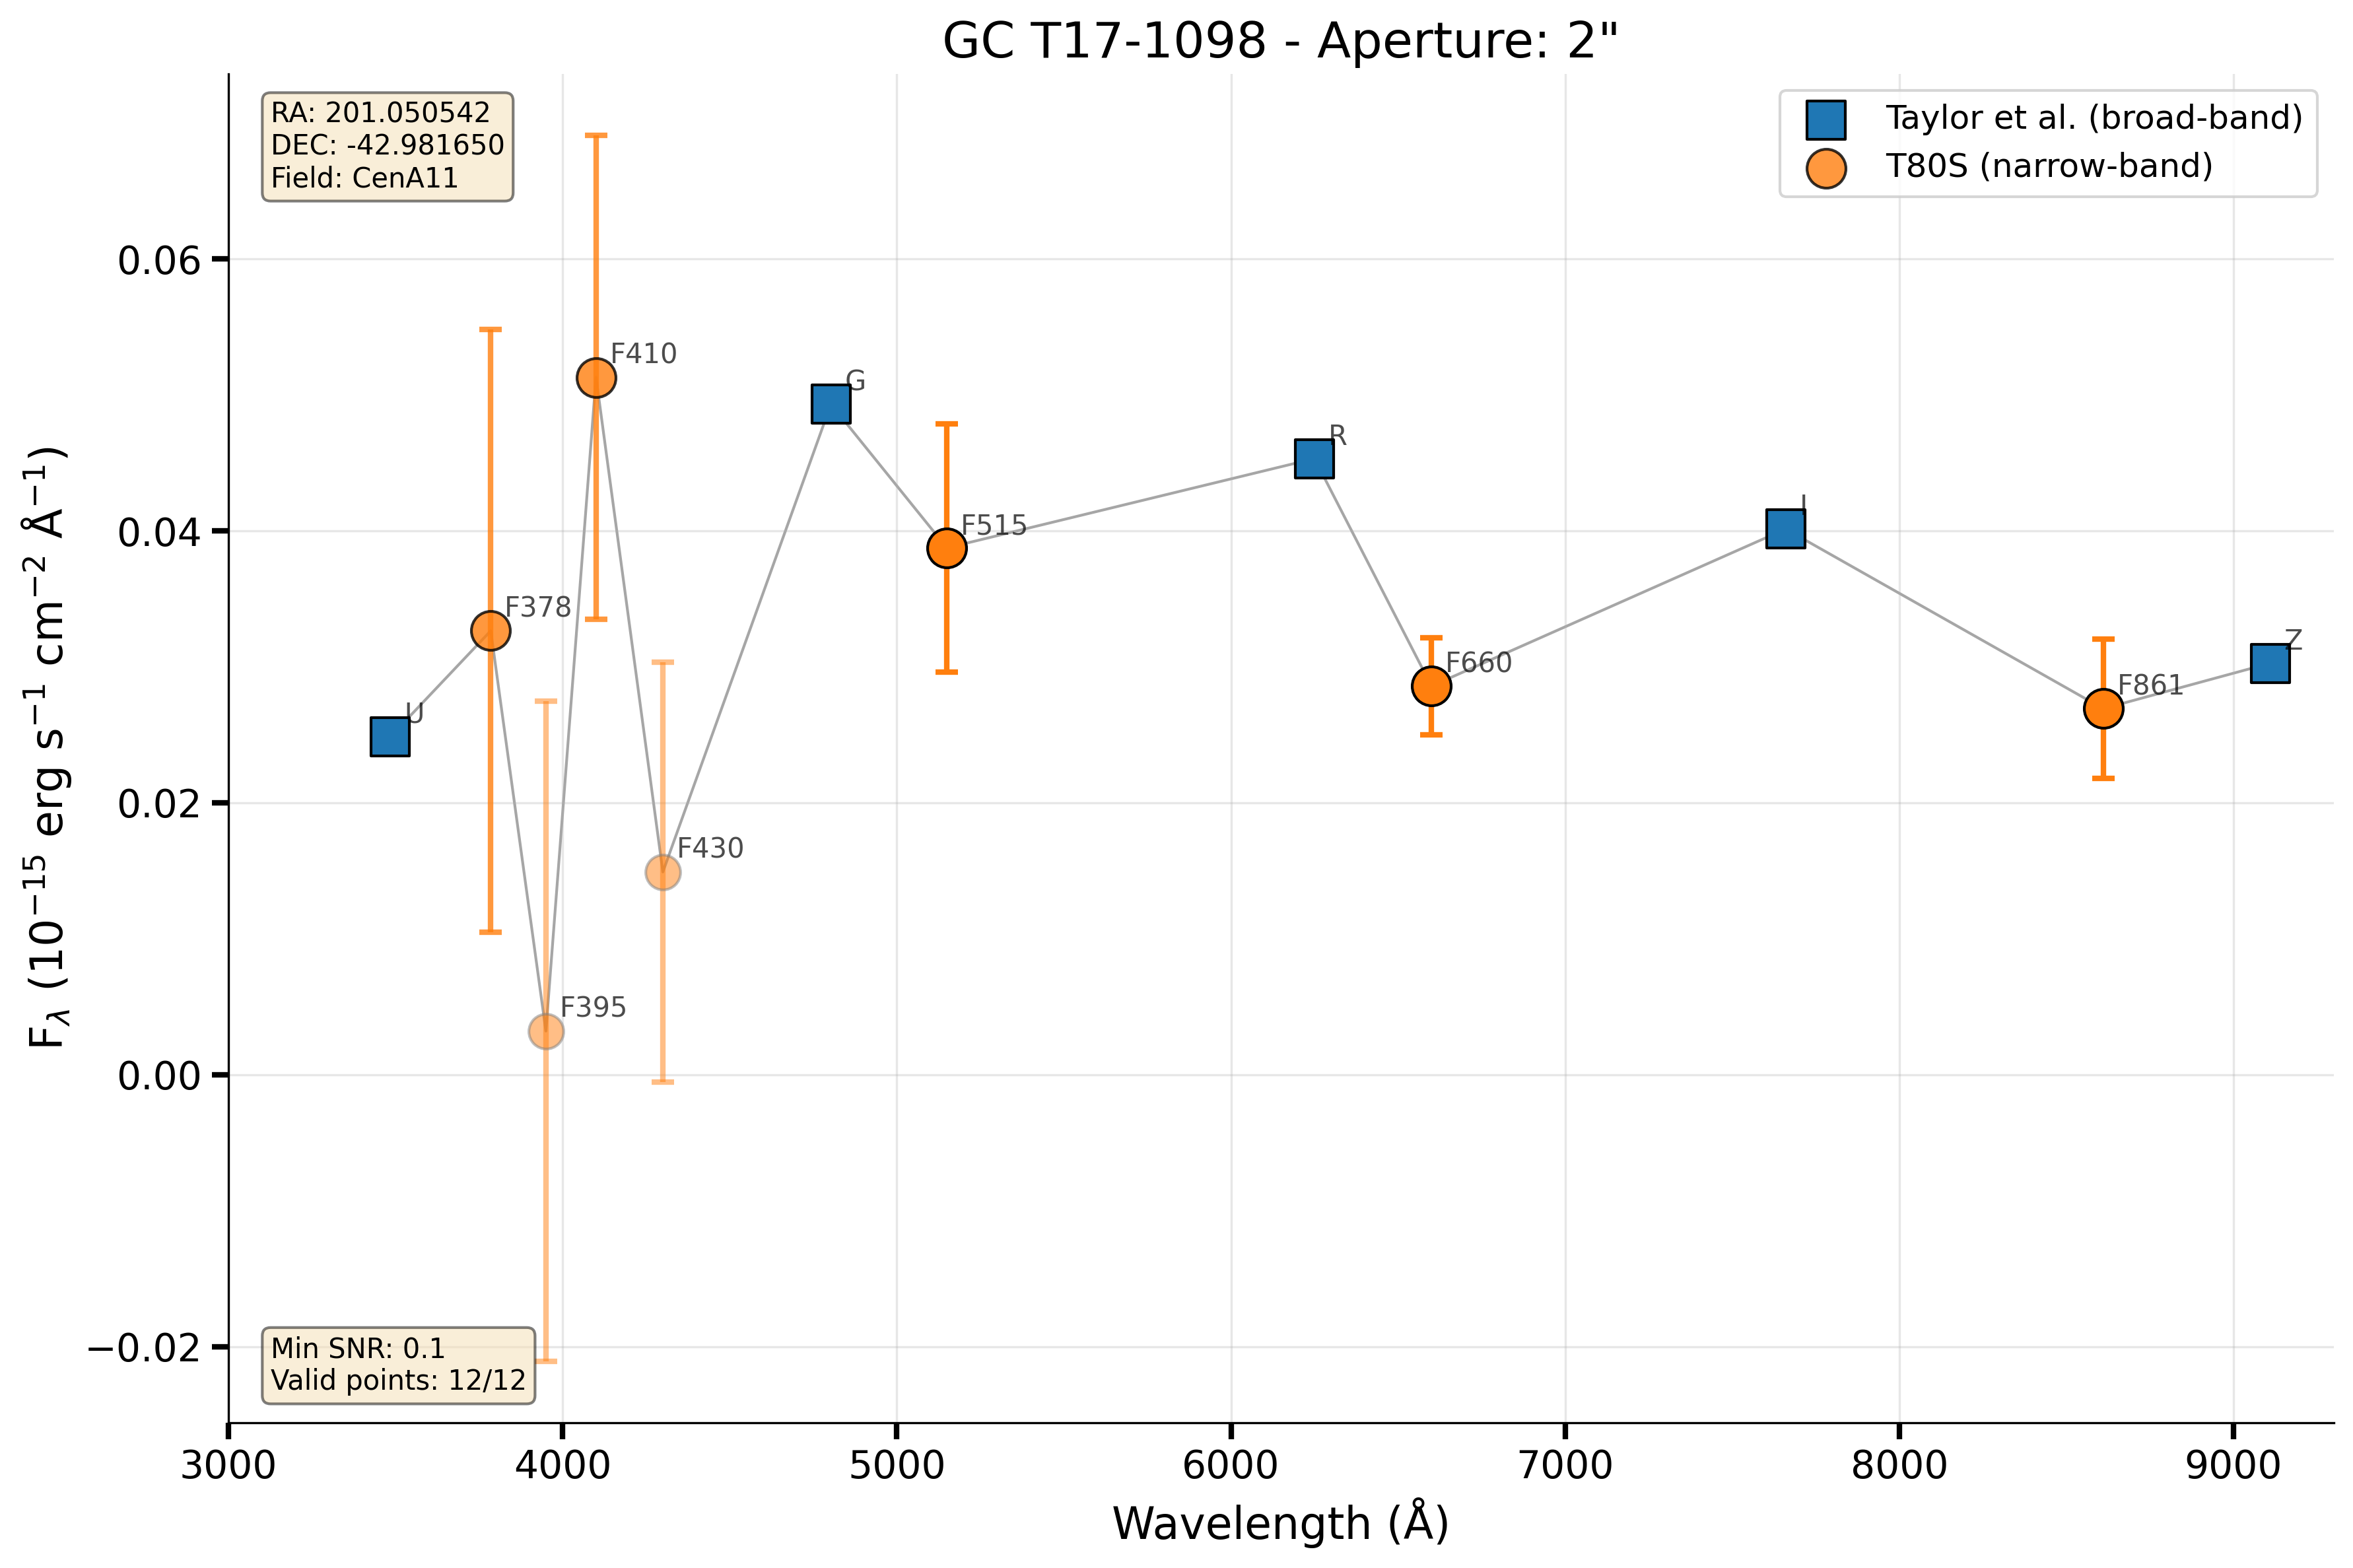 GC T17-1098 - Aperture: 2"
RA: 201.050542
DEC: -42.981650
Field: CenA11
Taylor et al. (broad-band)
T80S (narrow-band)
F410
G
R
F515
I
F378
F660
Z
F861
U
F430
F395
Min SNR: 0.1
Valid points: 12/12
0.06
0.04
0.02
0.00
−0.02
F$_λ$ (10⁻¹⁵ erg s⁻¹ cm⁻² Å⁻¹)
3000 4000 5000 6000 7000 8000 9000
Wavelength (Å)